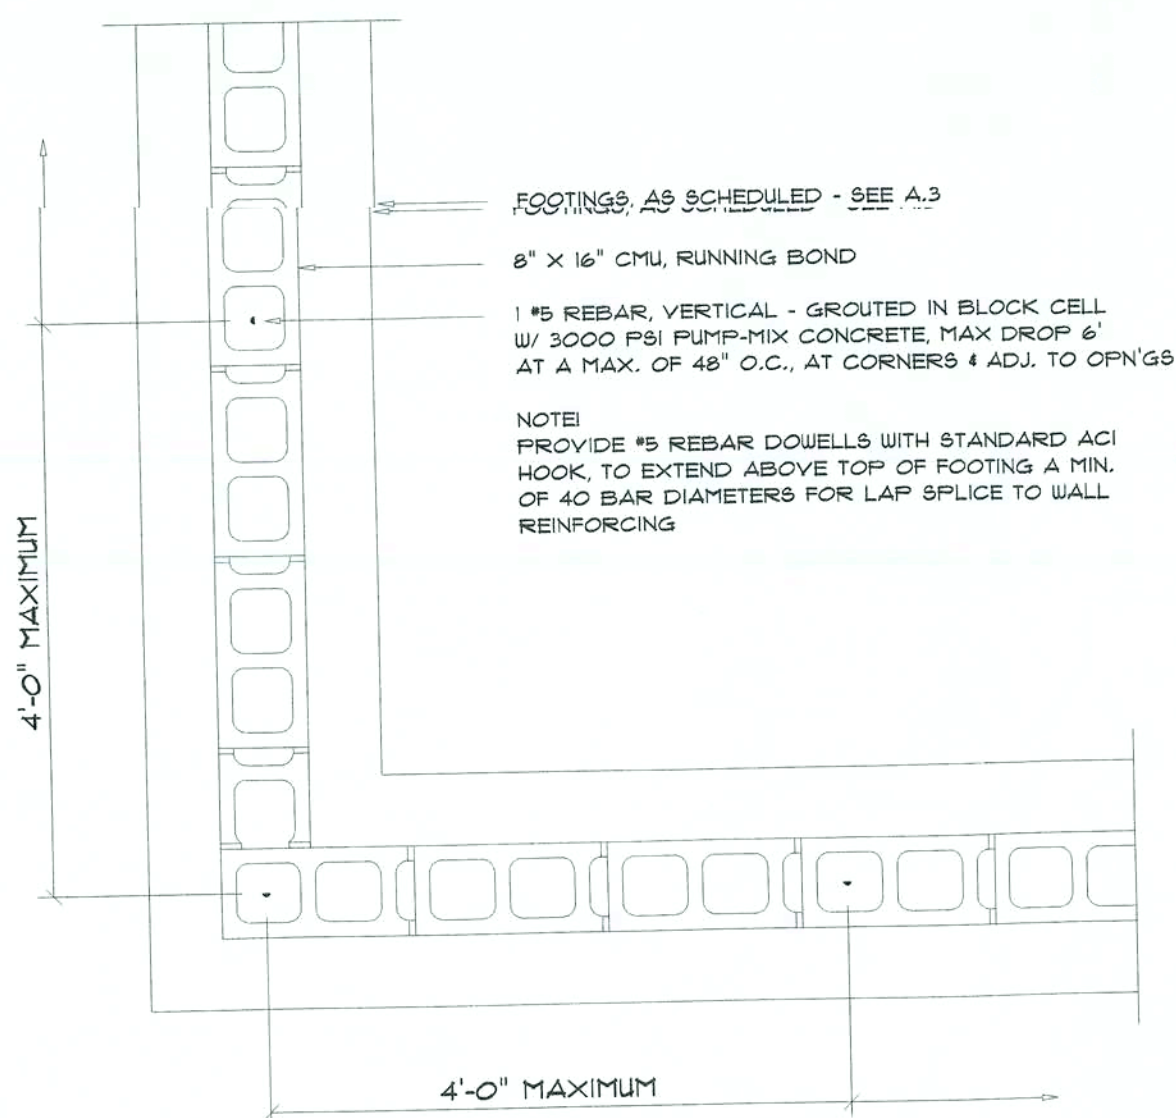 FOOTINGS, AS SCHEDULED - SEE A.3
8" X 16" CMU, RUNNING BOND
1 #5 REBAR, VERTICAL - GROUTED IN BLOCK CELL
W/ 3000 PSI PUMP-MIX CONCRETE, MAX DROP 6'
AT A MAX. OF 48" O.C., AT CORNERS & ADJ. TO OPN'GS
NOTE!
PROVIDE #5 REBAR DOWELLS WITH STANDARD ACI
HOOK, TO EXTEND ABOVE TOP OF FOOTING A MIN.
OF 40 BAR DIAMETERS FOR LAP SPLICE TO WALL
REINFORCING
4'-0" MAXIMUM
4'-0" MAXIMUM